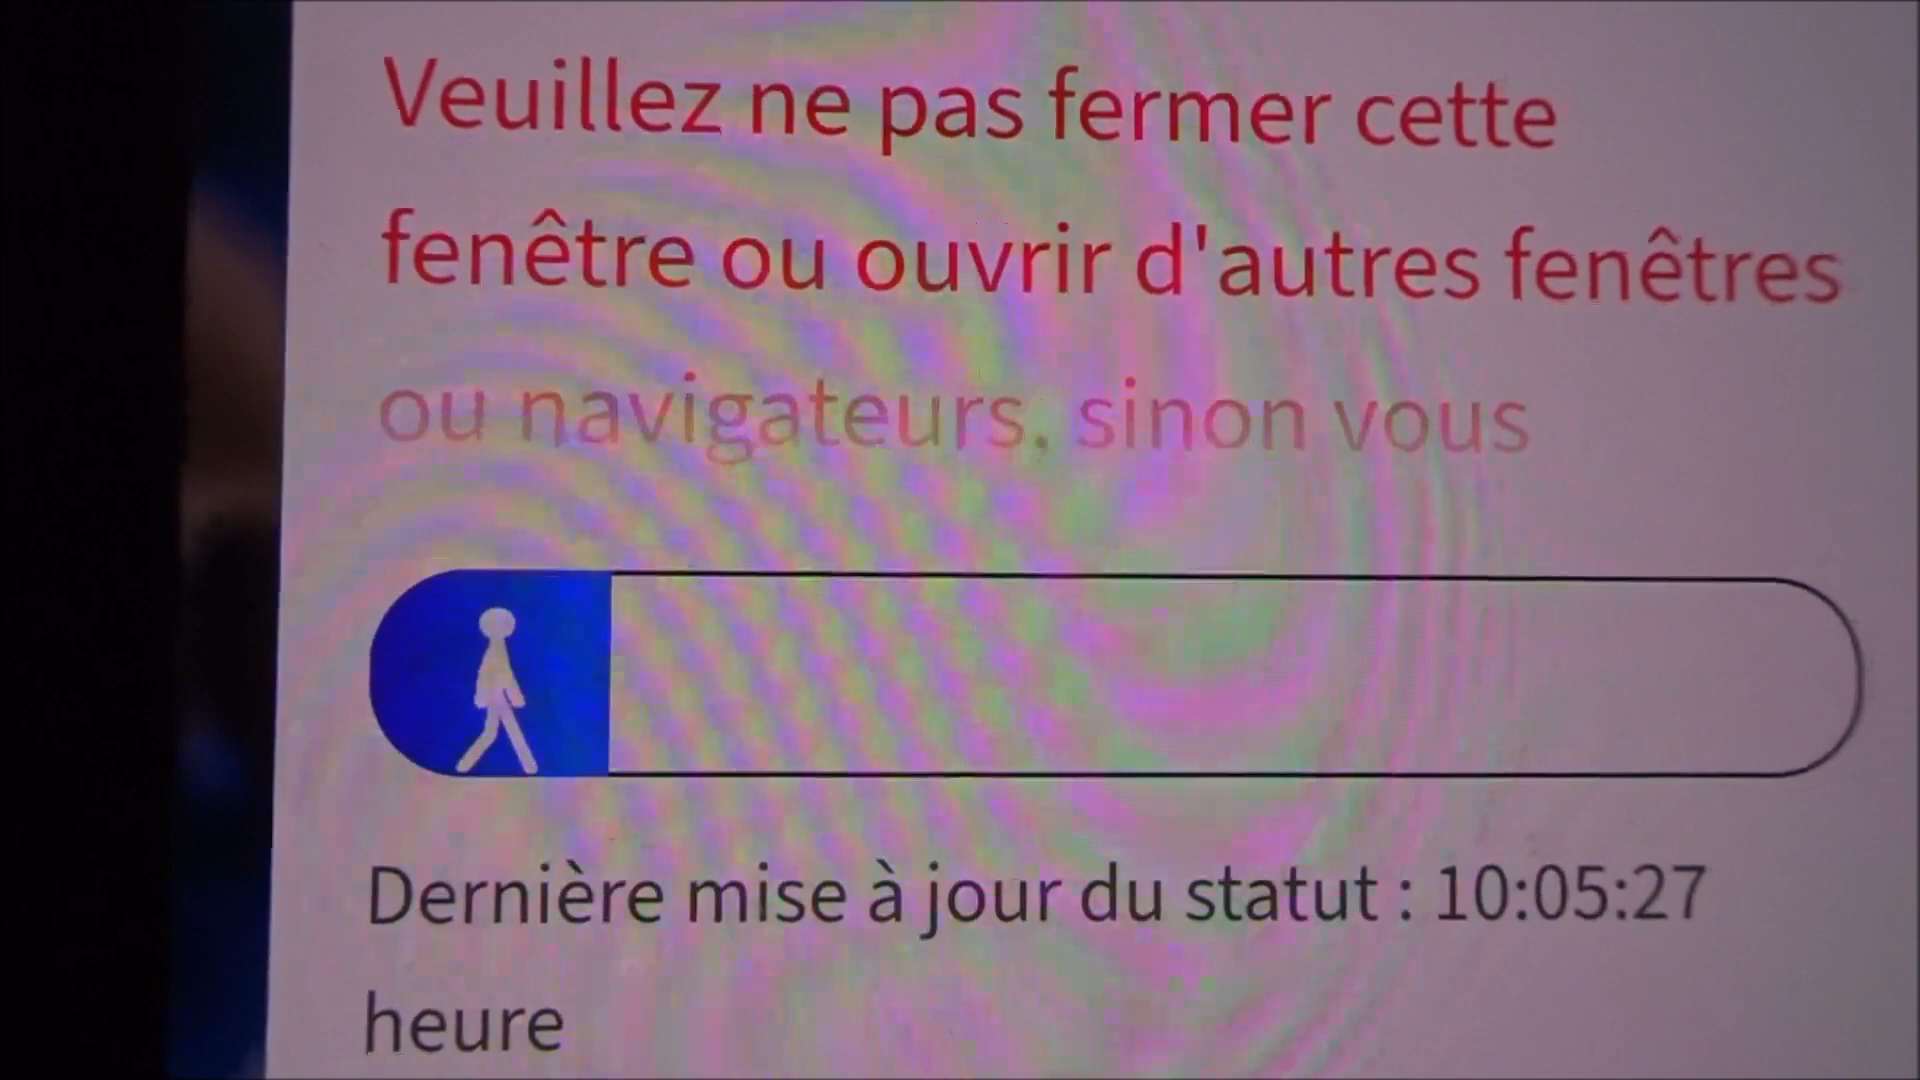 Veuillez ne pas fermer cette
fenêtre ou ouvrir d'autres fenêtres
ou navigateurs, sinon vous
Dernière mise à jour du statut : 10:05:27
heure